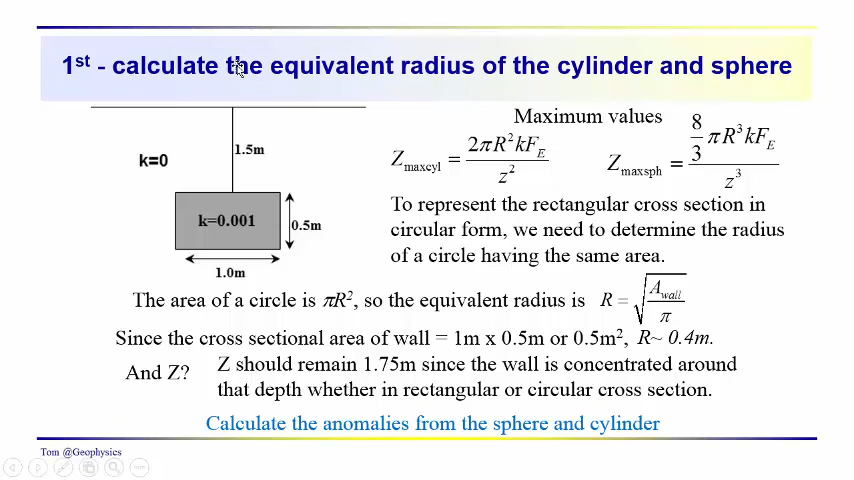 1st - calculate the equivalent radius of the cylinder and sphere
k=0
1.5m
k=0.001
0.5m
1.0m
Maximum values
Z_maxcyl = 2πR²kF_E / z²
Z_maxsph = 8/3 πR³kF_E / z³
To represent the rectangular cross section in
circular form, we need to determine the radius
of a circle having the same area.
The area of a circle is πR², so the equivalent radius is R = √(A_wall / π)
Since the cross sectional area of wall = 1m x 0.5m or 0.5m², R~ 0.4m.
And Z?
Z should remain 1.75m since the wall is concentrated around
that depth whether in rectangular or circular cross section.
Calculate the anomalies from the sphere and cylinder
Tom @Geophysics